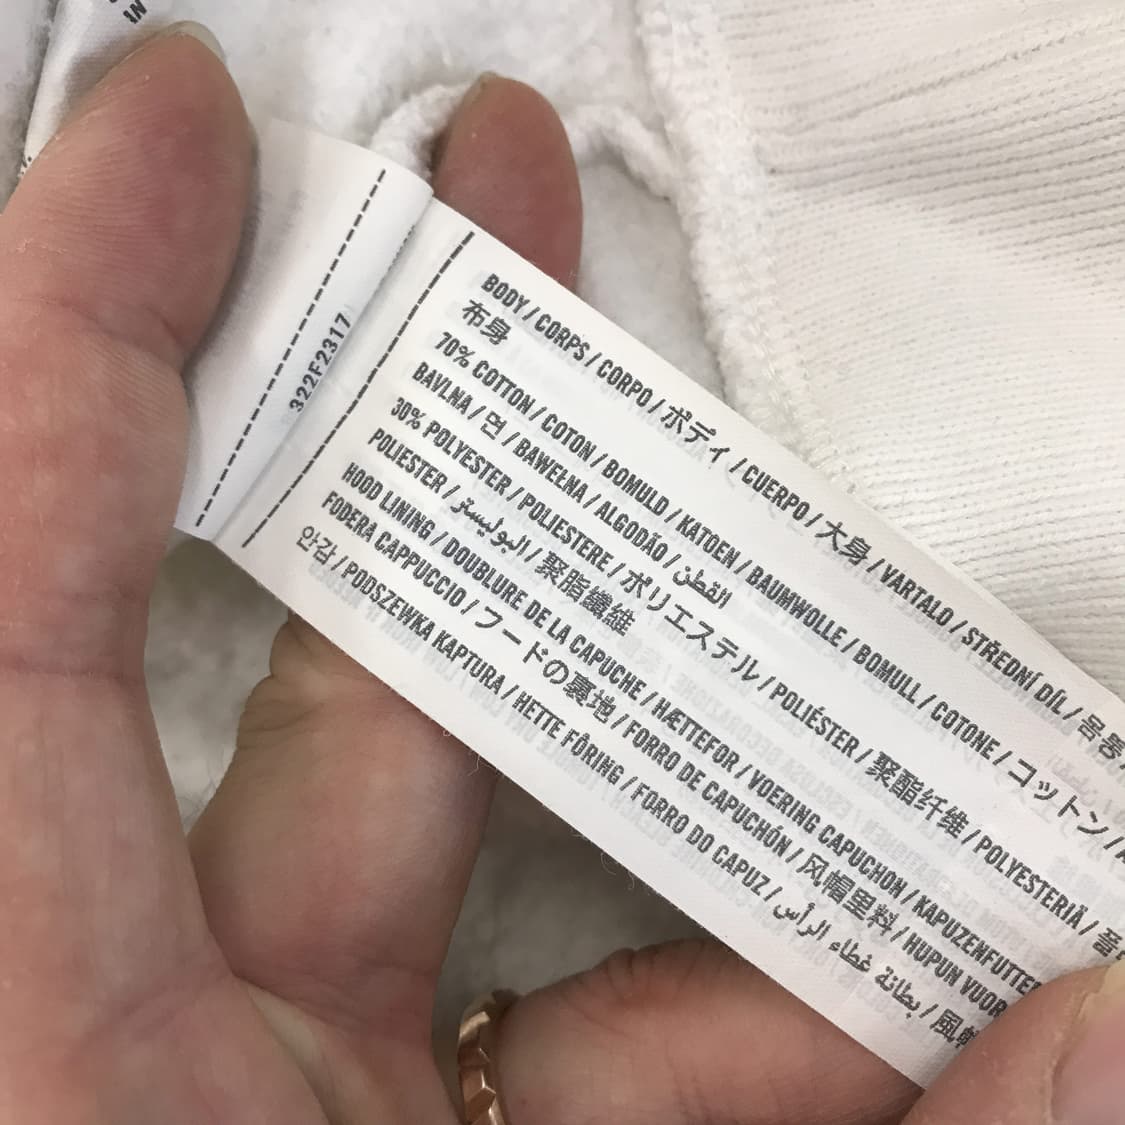 IN
322F2317
BODY / CORPS / CORPO / ボディ / CUERPO / 大身 / VARTALO / STŘEDNÍ DÍL / 몸통
布身
70% COTTON / COTON / BOMULD / KATOEN / BAUMWOLLE / BOMULL / COTONE / コットン /
BAVLNA / 면 / BAWEŁNA / ALGODÃO / القطن
30% POLYESTER / POLIESTERE / ポリエステル / POLIÉSTER / 聚酯纤维 / POLYESTERIÄ /
POLIESTER / البوليستر / 聚脂纖維
HOOD LINING / DOUBLURE DE LA CAPUCHE / HÆTTEFOR / VOERING CAPUCHON / KAPUZENFUTTE
FODERA CAPPUCCIO / フードの裏地 / FORRO DE CAPUCHÓN / 风帽里料 / HUPUN VUOR
안감 / PODSZEWKA KAPTURA / HETTE FÔRING / FORRO DO CAPUZ / بطانة غطاء الرأس / 風